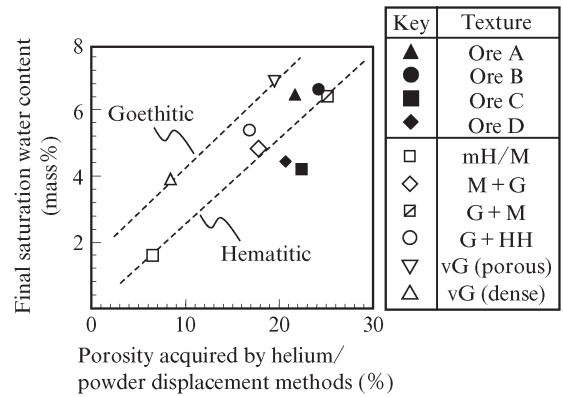 Final saturation water content
(mass%)
8
6
4
2
0
10
20
30
Goethitic
Hematitic
Porosity acquired by helium/
powder displacement methods (%)
Key Texture
Ore A
Ore B
Ore C
Ore D
mH/M
M+G
G+M
G+HH
vG (porous)
vG (dense)